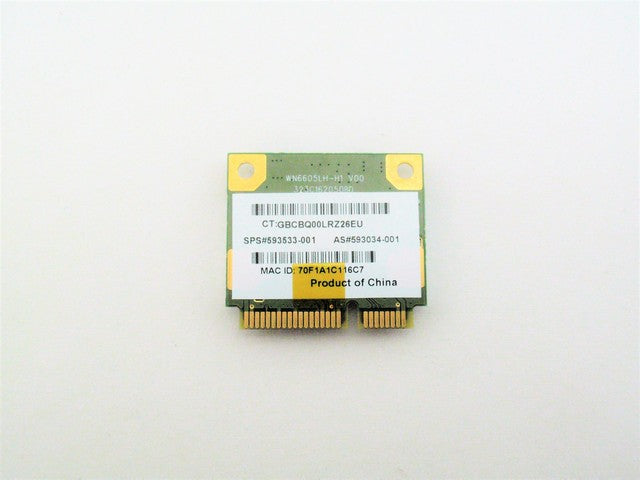 WN6605LH-H1 V00
CT:GBCBQ00LRZ26EU
SPS#593533-001 AS#593034-001
MAC ID: 70F1A1C116C7
Product of China